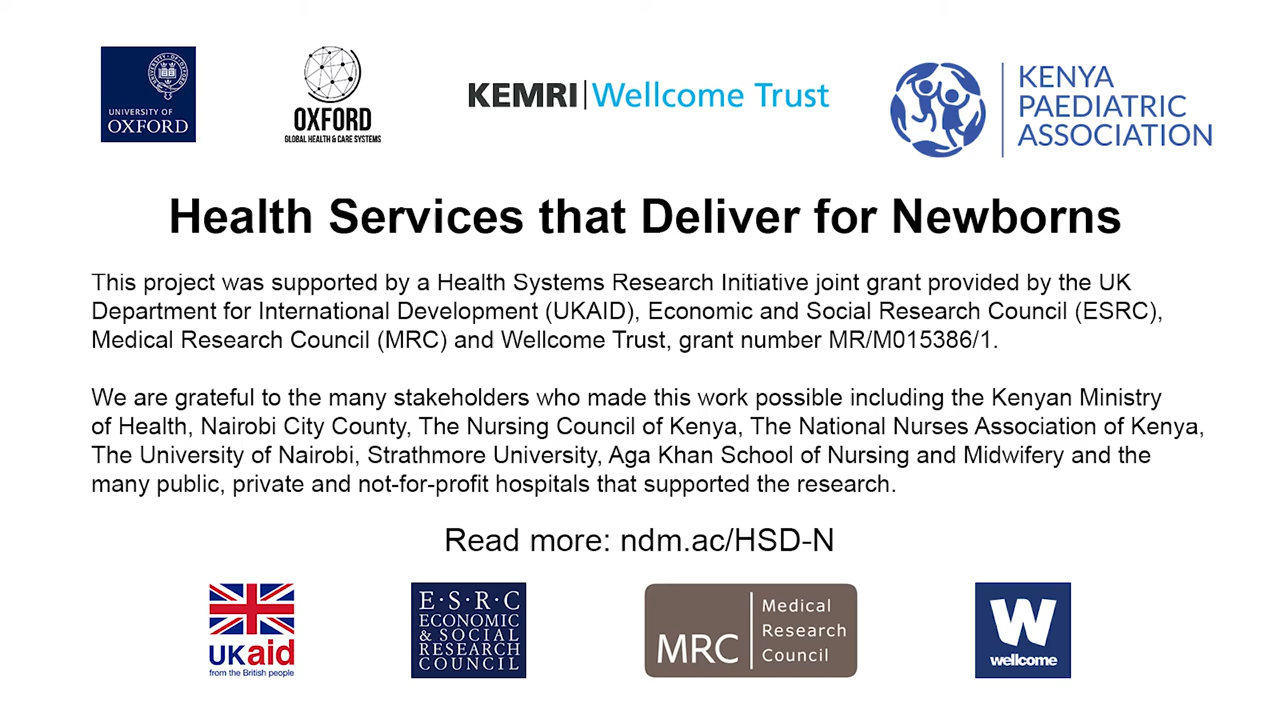 UNIVERSITY OF
OXFORD
OXFORD
GLOBAL HEALTH & CARE SYSTEMS
KEMRI|Wellcome Trust
KENYA
PAEDIATRIC
ASSOCIATION
Health Services that Deliver for Newborns
This project was supported by a Health Systems Research Initiative joint grant provided by the UK
Department for International Development (UKAID), Economic and Social Research Council (ESRC),
Medical Research Council (MRC) and Wellcome Trust, grant number MR/M015386/1.
We are grateful to the many stakeholders who made this work possible including the Kenyan Ministry
of Health, Nairobi City County, The Nursing Council of Kenya, The National Nurses Association of Kenya,
The University of Nairobi, Strathmore University, Aga Khan School of Nursing and Midwifery and the
many public, private and not-for-profit hospitals that supported the research.
Read more: ndm.ac/HSD-N
UKaid
from the British people
E·S·R·C
ECONOMIC
& SOCIAL
RESEARCH
COUNCIL
MRC
Medical
Research
Council
W
wellcome